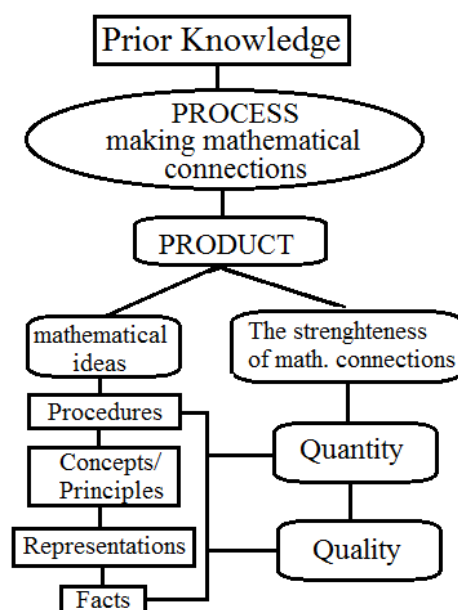 Prior Knowledge
PROCESS
making mathematical
connections
PRODUCT
mathematical
ideas
The strenghteness
of math. connections
Procedures
Concepts/
Principles
Quantity
Representations
Quality
Facts